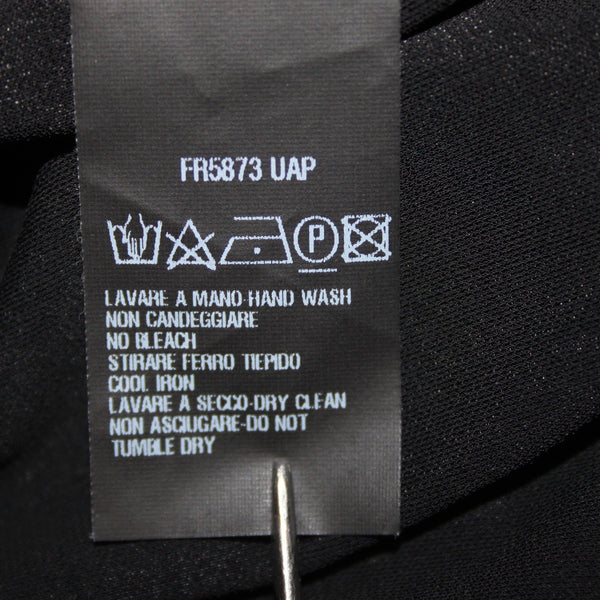 FR5873 UAP
P
LAVARE A MANO-HAND WASH
NON CANDEGGIARE
NO BLEACH
STIRARE FERRO TIEPIDO
COOL IRON
LAVARE A SECCO-DRY CLEAN
NON ASCIUGARE-DO NOT
TUMBLE DRY